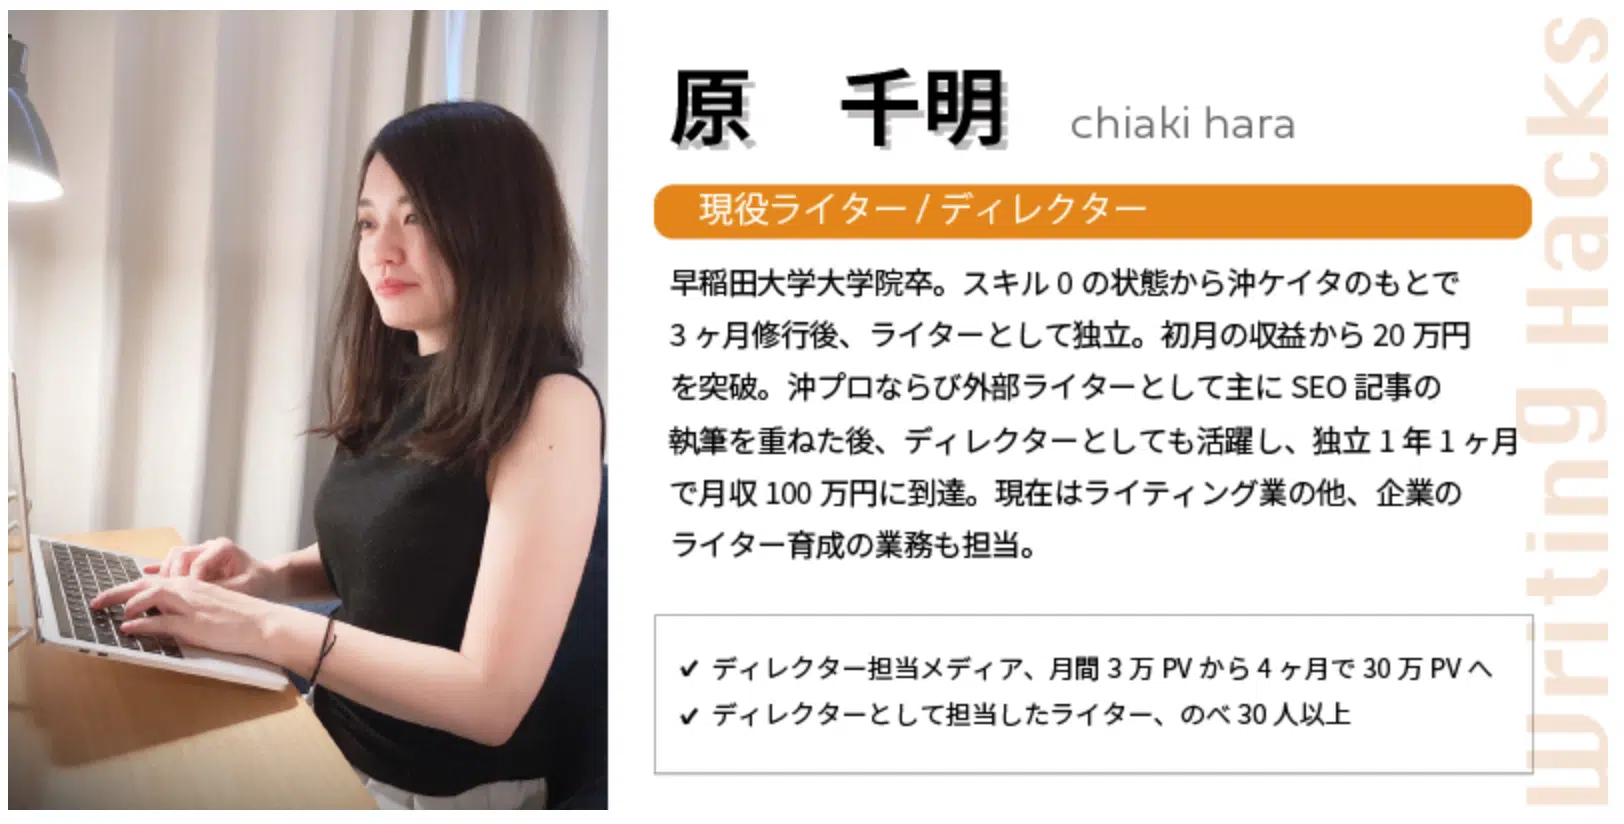 原　千明 chiaki hara
現役ライター / ディレクター
早稲田大学大学院卒。スキル 0 の状態から沖ケイタのもとで
3 ヶ月修行後、ライターとして独立。初月の収益から 20 万円
を突破。沖プロならび外部ライターとして主に SEO 記事の
執筆を重ねた後、ディレクターとしても活躍し、独立 1 年 1 ヶ月
で月収 100 万円に到達。現在はライティング業の他、企業の
ライター育成の業務も担当。
✔ ディレクター担当メディア、月間 3 万 PV から 4 ヶ月で 30 万 PV へ
✔ ディレクターとして担当したライター、のべ 30 人以上
Writing Hacks